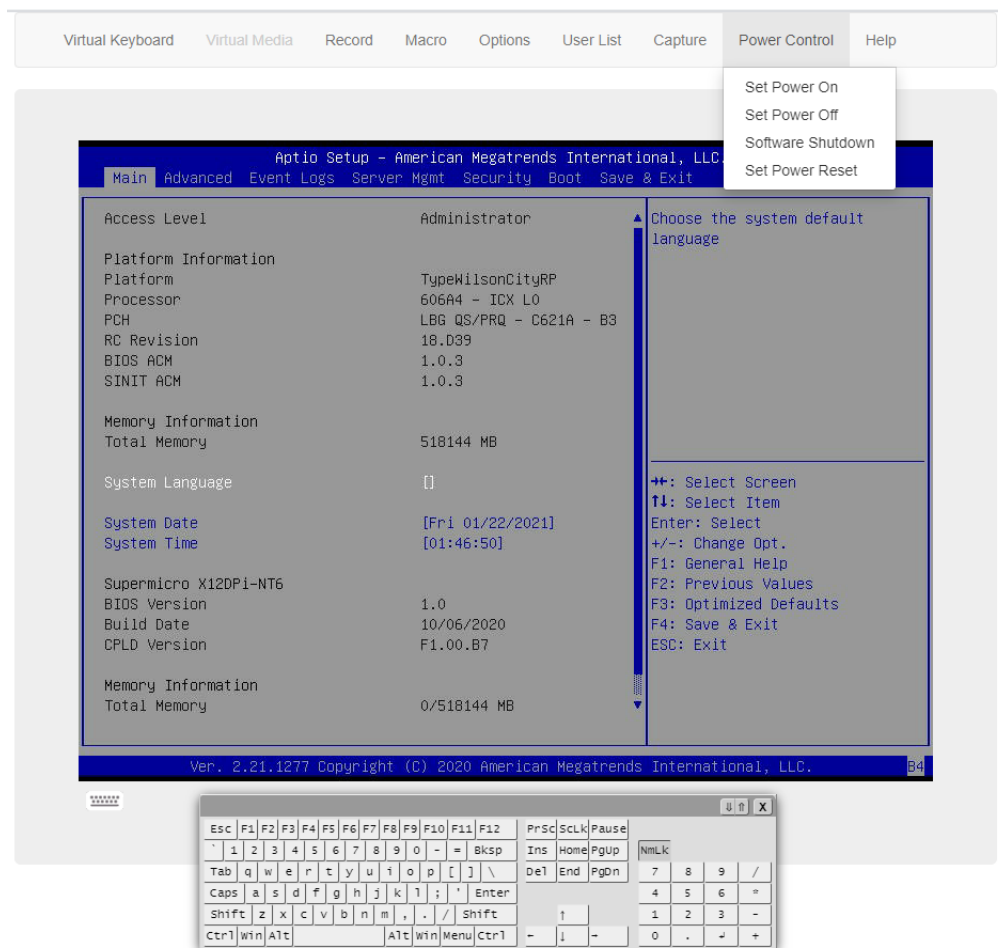 Virtual Keyboard Virtual Media Record Macro Options User List Capture Power Control Help
Set Power On
Set Power Off
Software Shutdown
Set Power Reset
Aptio Setup – American Megatrends International, LLC.
Main Advanced Event Logs Server Mgmt Security Boot Save & Exit
Access Level Administrator
Platform Information
Platform TypeWilsonCityRP
Processor 606A4 – ICX L0
PCH LBG QS/PRQ – C621A – B3
RC Revision 18.D39
BIOS ACM 1.0.3
SINIT ACM 1.0.3
Memory Information
Total Memory 518144 MB
System Language []
System Date [Fri 01/22/2021]
System Time [01:46:50]
Supermicro X12DPi-NT6
BIOS Version 1.0
Build Date 10/06/2020
CPLD Version F1.00.B7
Memory Information
Total Memory 0/518144 MB
Choose the system default
language
→←: Select Screen
↑↓: Select Item
Enter: Select
+/-: Change Opt.
F1: General Help
F2: Previous Values
F3: Optimized Defaults
F4: Save & Exit
ESC: Exit
Ver. 2.21.1277 Copyright (C) 2020 American Megatrends International, LLC.
B4
⇓ ⇑ X
Esc F1 F2 F3 F4 F5 F6 F7 F8 F9 F10 F11 F12 PrSc ScLk Pause
` 1 2 3 4 5 6 7 8 9 0 - = Bksp Ins Home PgUp NmLk
Tab q w e r t y u i o p [ ] \ Del End PgDn 7 8 9 /
Caps a s d f g h j k l ; ' Enter 4 5 6 *
Shift z x c v b n m , . / Shift ↑ 1 2 3 -
Ctrl Win Alt Alt Win Menu Ctrl ← ↓ → 0 . ↵ +